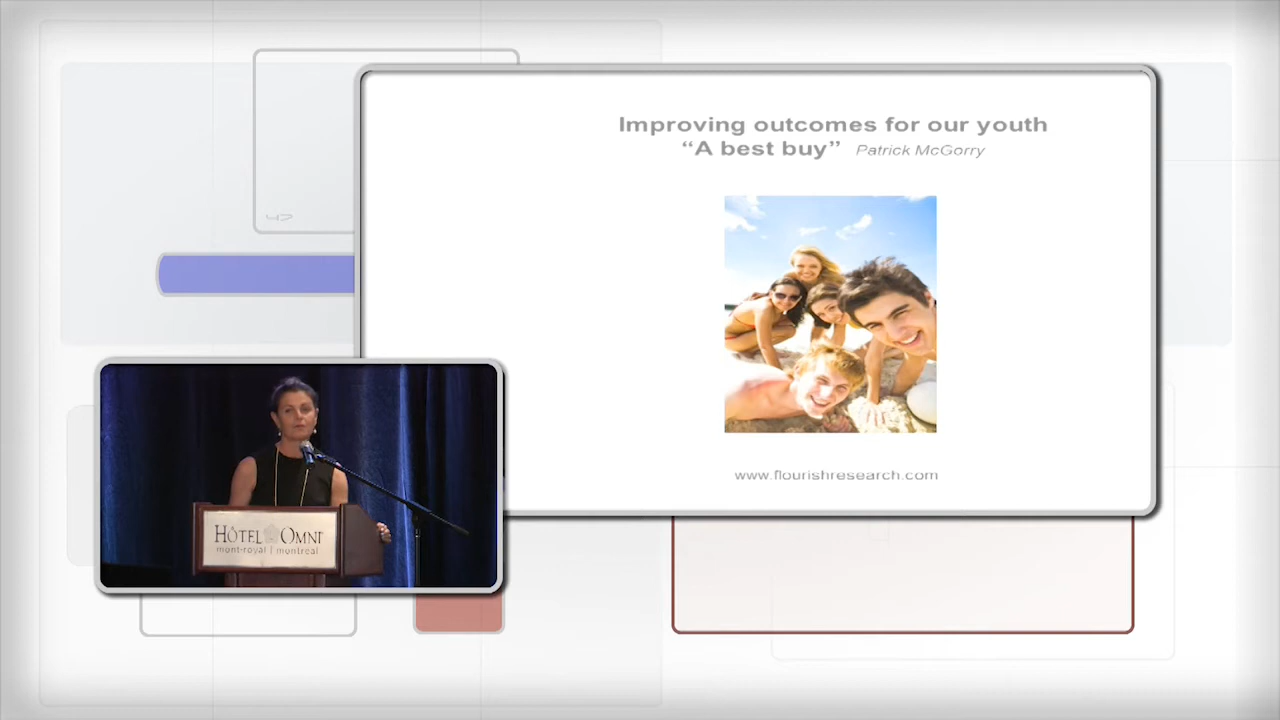 Improving outcomes for our youth
“A best buy” Patrick McGorry
www.flourishresearch.com
HÔTEL OMNI
mont-royal | montreal